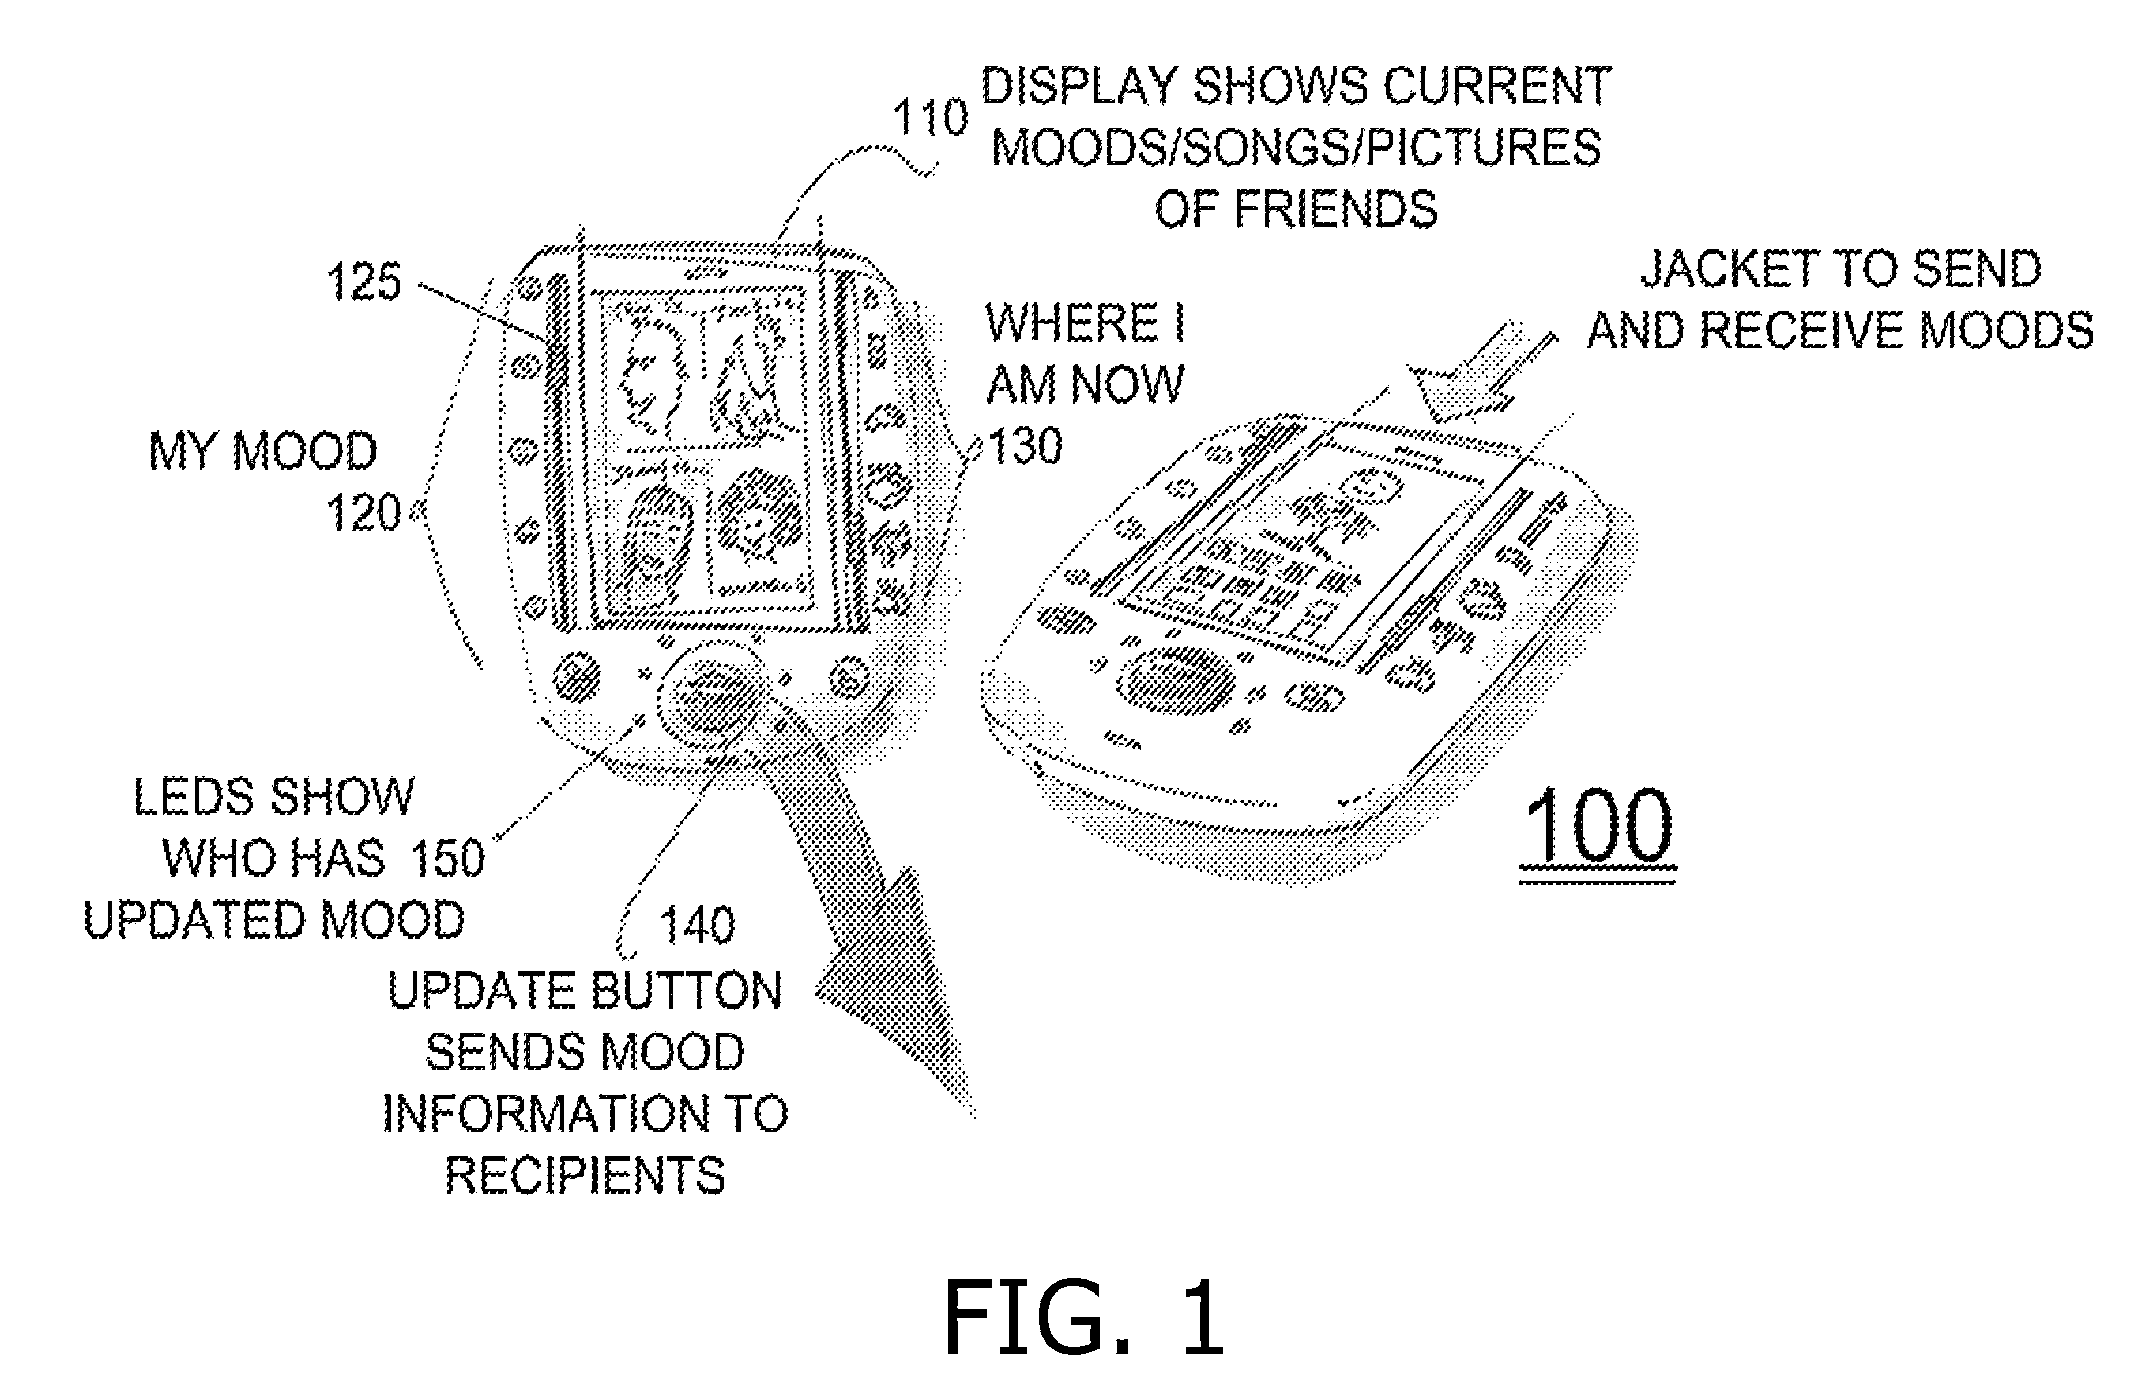 110
DISPLAY SHOWS CURRENT
MOODS/SONGS/PICTURES
OF FRIENDS
125
JACKET TO SEND
AND RECEIVE MOODS
WHERE I
AM NOW
130
MY MOOD
120
LEDS SHOW
WHO HAS 150
UPDATED MOOD
100
140
UPDATE BUTTON
SENDS MOOD
INFORMATION TO
RECIPIENTS
FIG. 1